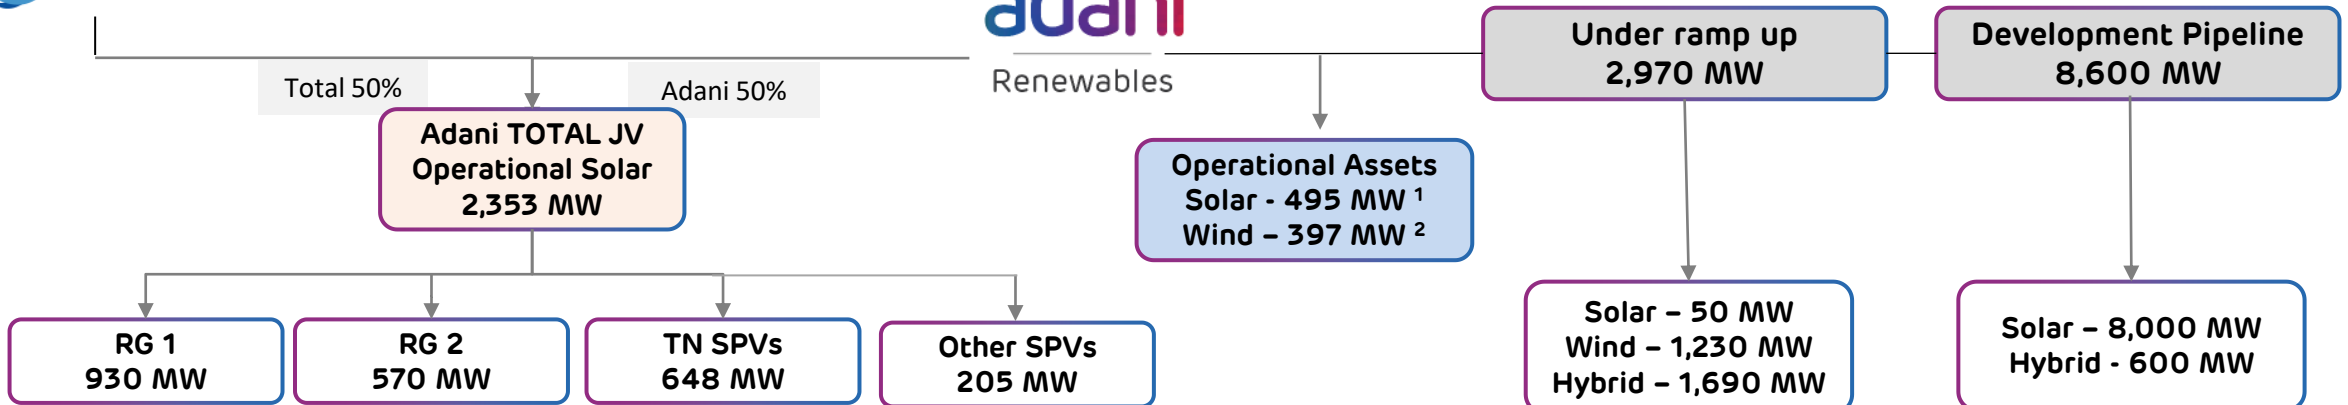 adani
Renewables
Total 50%
Adani 50%
Adani TOTAL JV
Operational Solar
2,353 MW
RG 1
930 MW
RG 2
570 MW
TN SPVs
648 MW
Other SPVs
205 MW
Operational Assets
Solar - 495 MW ¹
Wind – 397 MW ²
Under ramp up
2,970 MW
Solar – 50 MW
Wind – 1,230 MW
Hybrid – 1,690 MW
Development Pipeline
8,600 MW
Solar – 8,000 MW
Hybrid - 600 MW